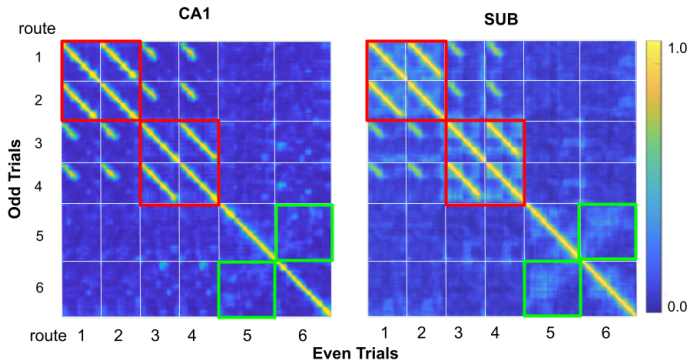 CA1 SUB
route
1
2
3
4
5
6
Odd Trials
route 1 2 3 4 5 6 1 2 3 4 5 6
Even Trials
1.0
0.0